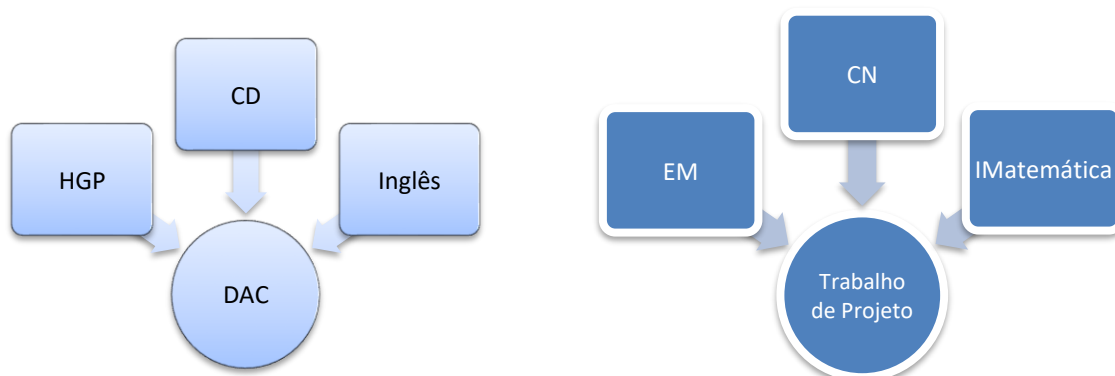 CD
HGP
Inglês
DAC
CN
EM
IMatemática
Trabalho
de Projeto